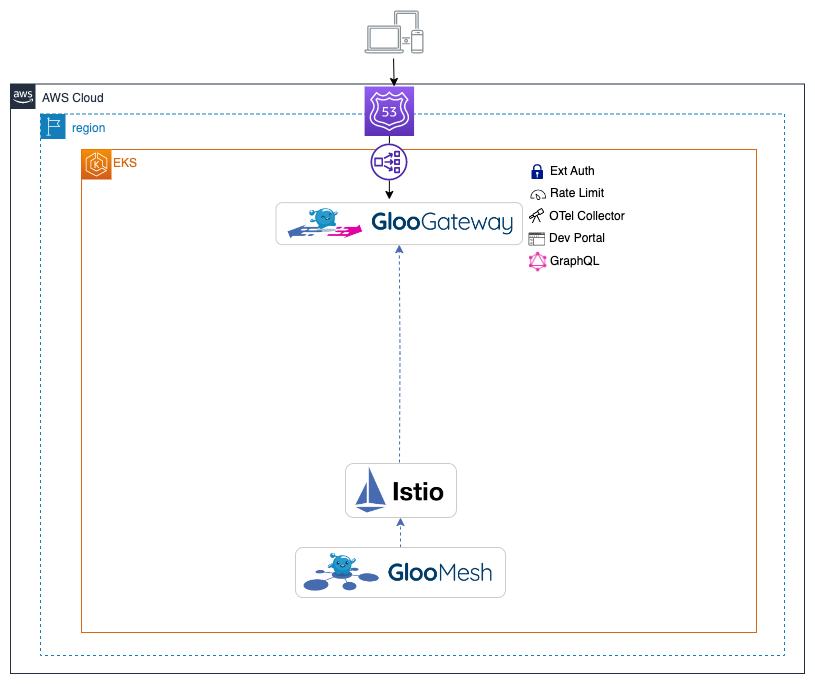 aws
AWS Cloud
53
region
K
EKS
Ext Auth
Rate Limit
GlooGateway
OTel Collector
Dev Portal
GraphQL
Istio
GlooMesh